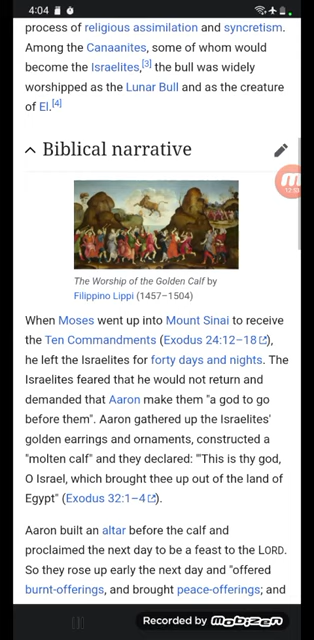 4:04
process of religious assimilation and syncretism.
Among the Canaanites, some of whom would
become the Israelites,[3] the bull was widely
worshipped as the Lunar Bull and as the creature
of El.[4]
Biblical narrative
12:53
The Worship of the Golden Calf by
Filippino Lippi (1457–1504)
When Moses went up into Mount Sinai to receive
the Ten Commandments (Exodus 24:12–18),
he left the Israelites for forty days and nights. The
Israelites feared that he would not return and
demanded that Aaron make them "a god to go
before them". Aaron gathered up the Israelites'
golden earrings and ornaments, constructed a
"molten calf" and they declared: "'This is thy god,
O Israel, which brought thee up out of the land of
Egypt'" (Exodus 32:1–4).
Aaron built an altar before the calf and
proclaimed the next day to be a feast to the LORD.
So they rose up early the next day and "offered
burnt-offerings, and brought peace-offerings; and
Recorded by mobizen